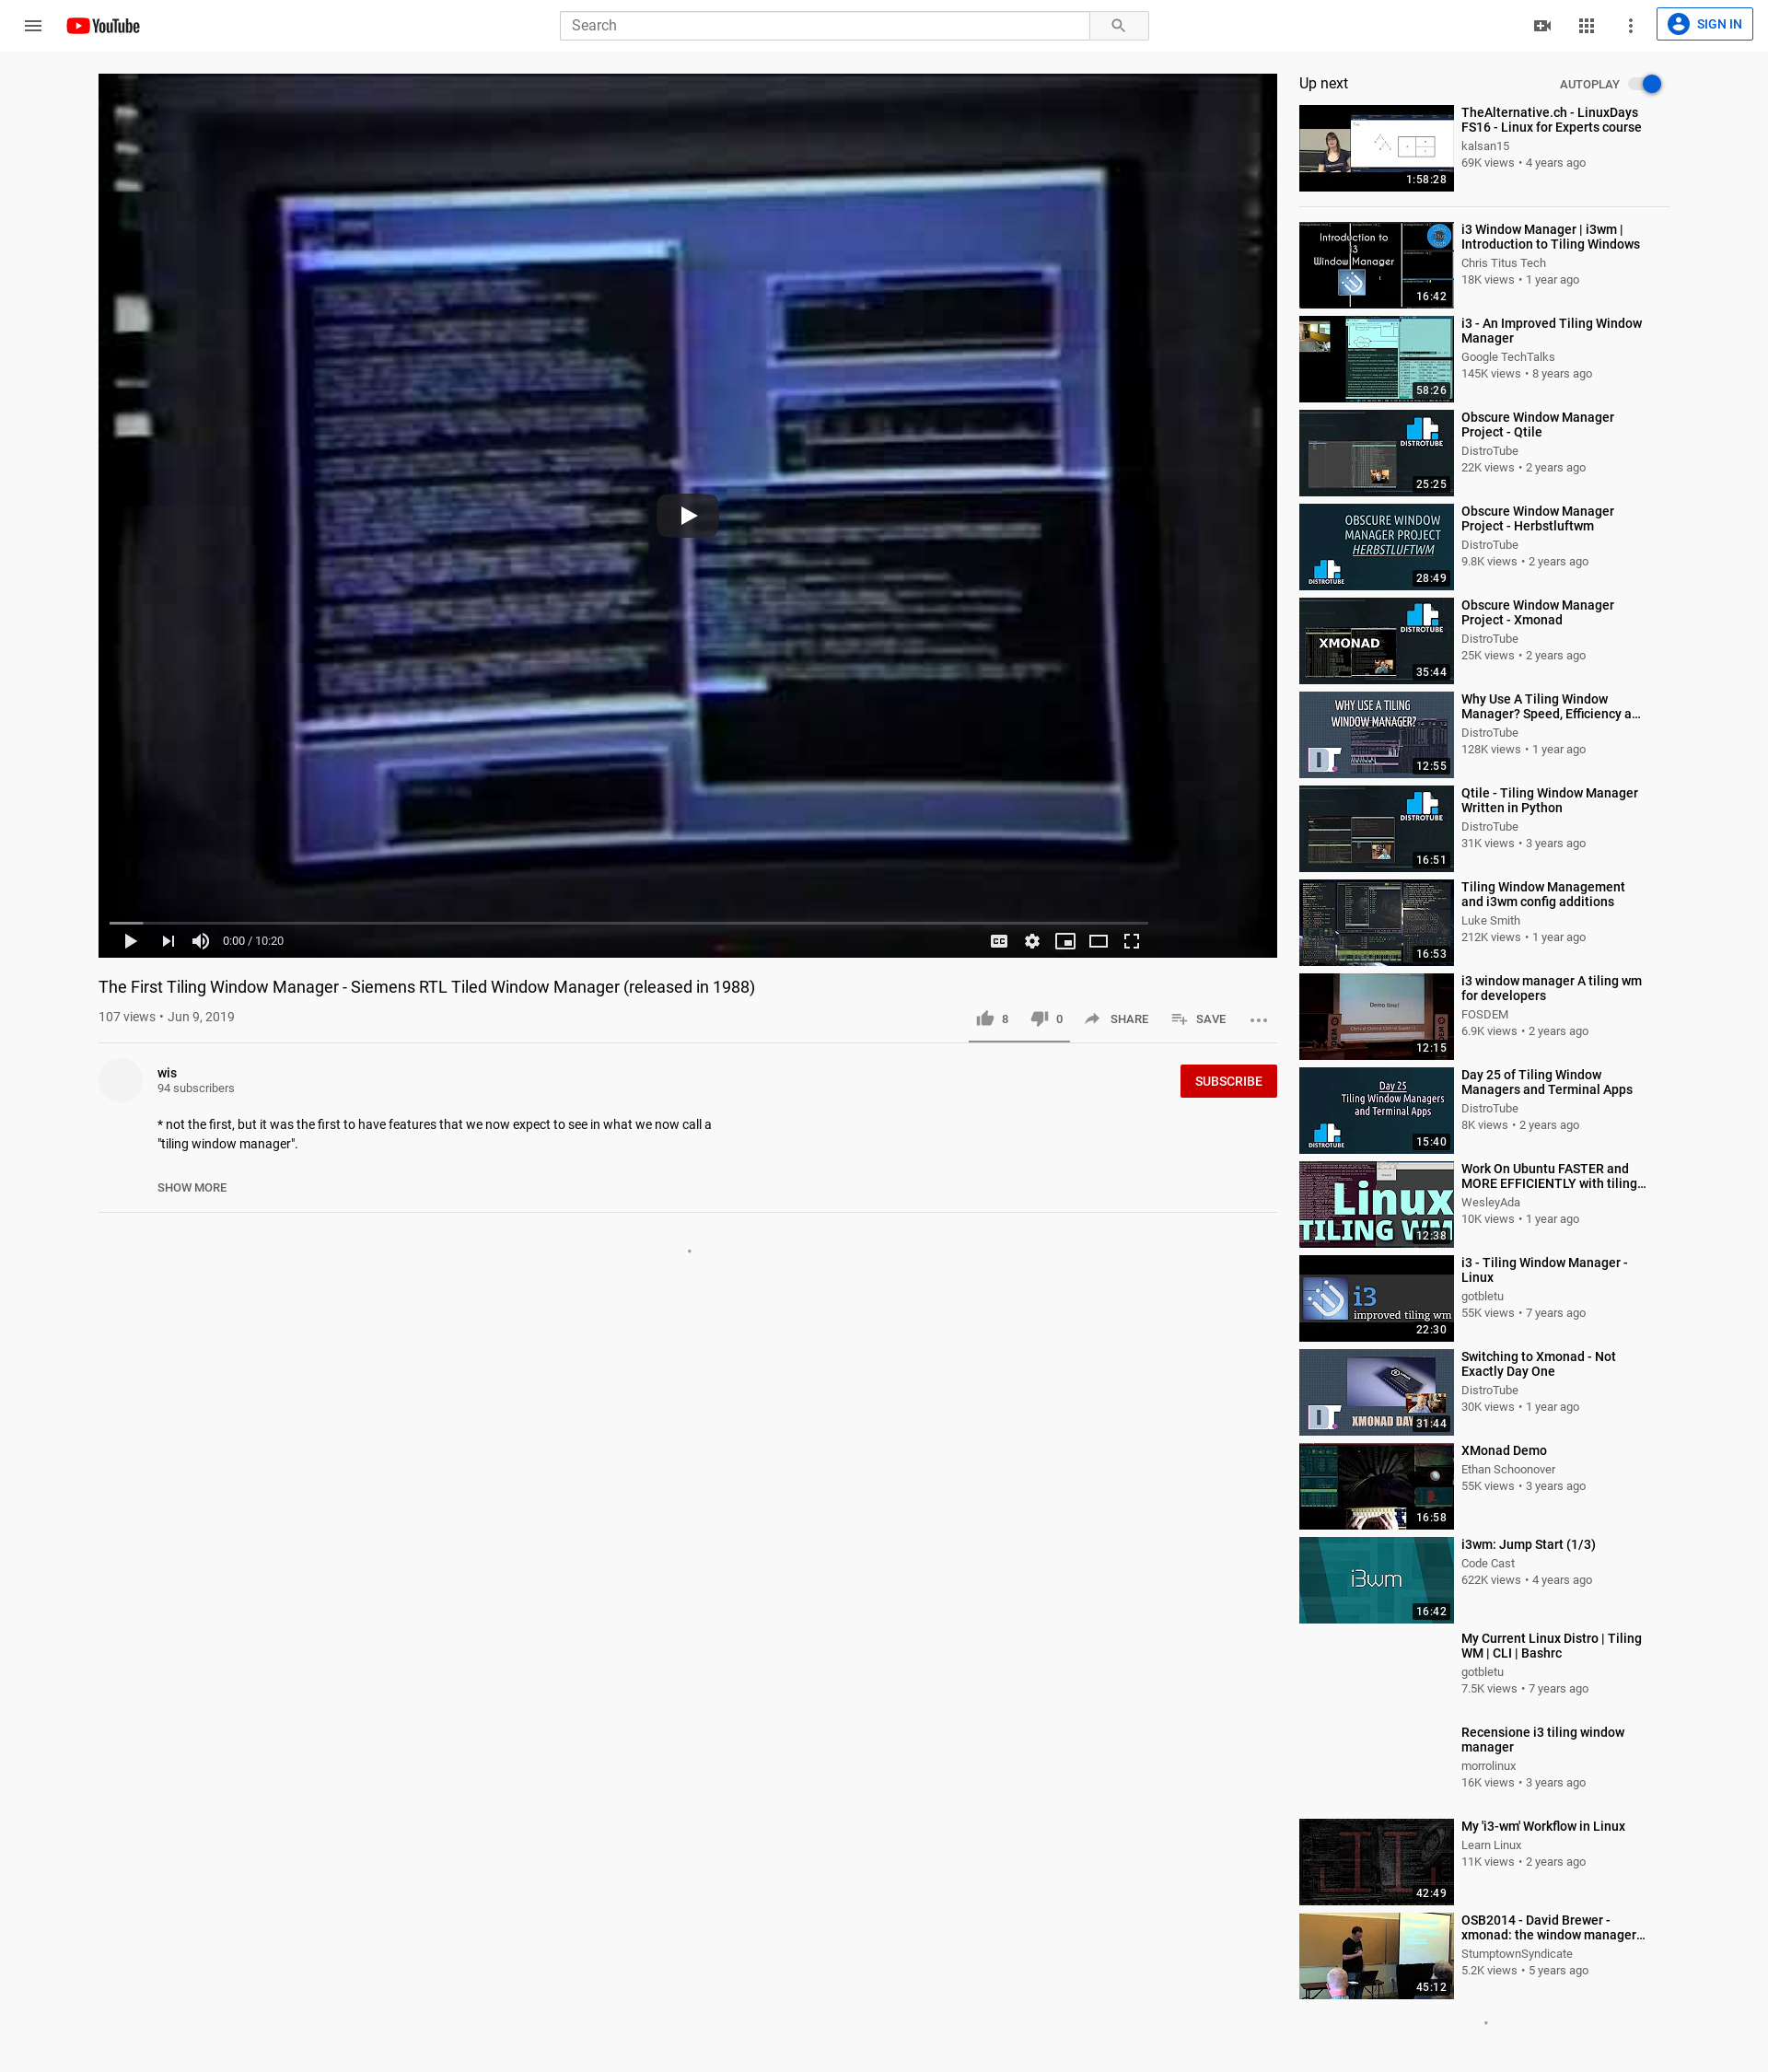 YouTube
Search
SIGN IN
0:00 / 10:20
CC
The First Tiling Window Manager - Siemens RTL Tiled Window Manager (released in 1988)
107 views • Jun 9, 2019
8
0
SHARE
SAVE
wis
94 subscribers
SUBSCRIBE
* not the first, but it was the first to have features that we now expect to see in what we now call a
"tiling window manager".
SHOW MORE
Up next
AUTOPLAY
1:58:28
TheAlternative.ch - LinuxDays
FS16 - Linux for Experts course
kalsan15
69K views • 4 years ago
Introduction to
i3
Window Manager
16:42
i3 Window Manager | i3wm |
Introduction to Tiling Windows
Chris Titus Tech
18K views • 1 year ago
58:26
i3 - An Improved Tiling Window
Manager
Google TechTalks
145K views • 8 years ago
DISTROTUBE
25:25
Obscure Window Manager
Project - Qtile
DistroTube
22K views • 2 years ago
OBSCURE WINDOW
MANAGER PROJECT
HERBSTLUFTWM
DISTROTUBE
28:49
Obscure Window Manager
Project - Herbstluftwm
DistroTube
9.8K views • 2 years ago
DISTROTUBE
XMONAD
35:44
Obscure Window Manager
Project - Xmonad
DistroTube
25K views • 2 years ago
WHY USE A TILING
WINDOW MANAGER?
12:55
Why Use A Tiling Window
Manager? Speed, Efficiency a...
DistroTube
128K views • 1 year ago
DISTROTUBE
16:51
Qtile - Tiling Window Manager
Written in Python
DistroTube
31K views • 3 years ago
16:53
Tiling Window Management
and i3wm config additions
Luke Smith
212K views • 1 year ago
Demo time!
12:15
i3 window manager A tiling wm
for developers
FOSDEM
6.9K views • 2 years ago
Day 25
Tiling Window Managers
and Terminal Apps
DISTROTUBE
15:40
Day 25 of Tiling Window
Managers and Terminal Apps
DistroTube
8K views • 2 years ago
Linux
TILING WM
12:38
Work On Ubuntu FASTER and
MORE EFFICIENTLY with tiling...
WesleyAda
10K views • 1 year ago
i3
improved tiling wm
22:30
i3 - Tiling Window Manager -
Linux
gotbletu
55K views • 7 years ago
XMONAD DAY
31:44
Switching to Xmonad - Not
Exactly Day One
DistroTube
30K views • 1 year ago
16:58
XMonad Demo
Ethan Schoonover
55K views • 3 years ago
i3wm
16:42
i3wm: Jump Start (1/3)
Code Cast
622K views • 4 years ago
My Current Linux Distro | Tiling
WM | CLI | Bashrc
gotbletu
7.5K views • 7 years ago
Recensione i3 tiling window
manager
morrolinux
16K views • 3 years ago
42:49
My 'i3-wm' Workflow in Linux
Learn Linux
11K views • 2 years ago
45:12
OSB2014 - David Brewer -
xmonad: the window manager...
StumptownSyndicate
5.2K views • 5 years ago